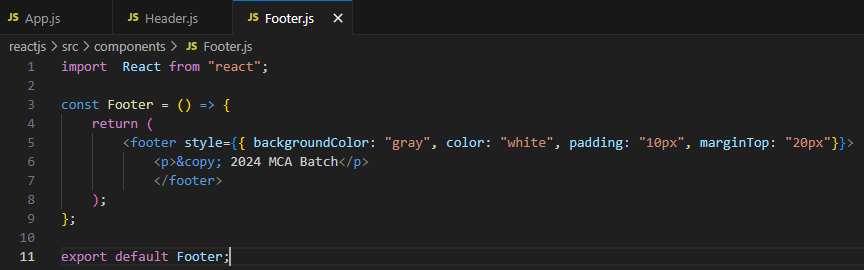 JS App.js JS Header.js JS Footer.js ×
reactjs > src > components > JS Footer.js
1 import  React from "react";
2
3 const Footer = () => {
4     return (
5         <footer style={{ backgroundColor: "gray", color: "white", padding: "10px", marginTop: "20px"}}>
6             <p>&copy; 2024 MCA Batch</p>
7             </footer>
8     );
9 };
10
11 export default Footer;